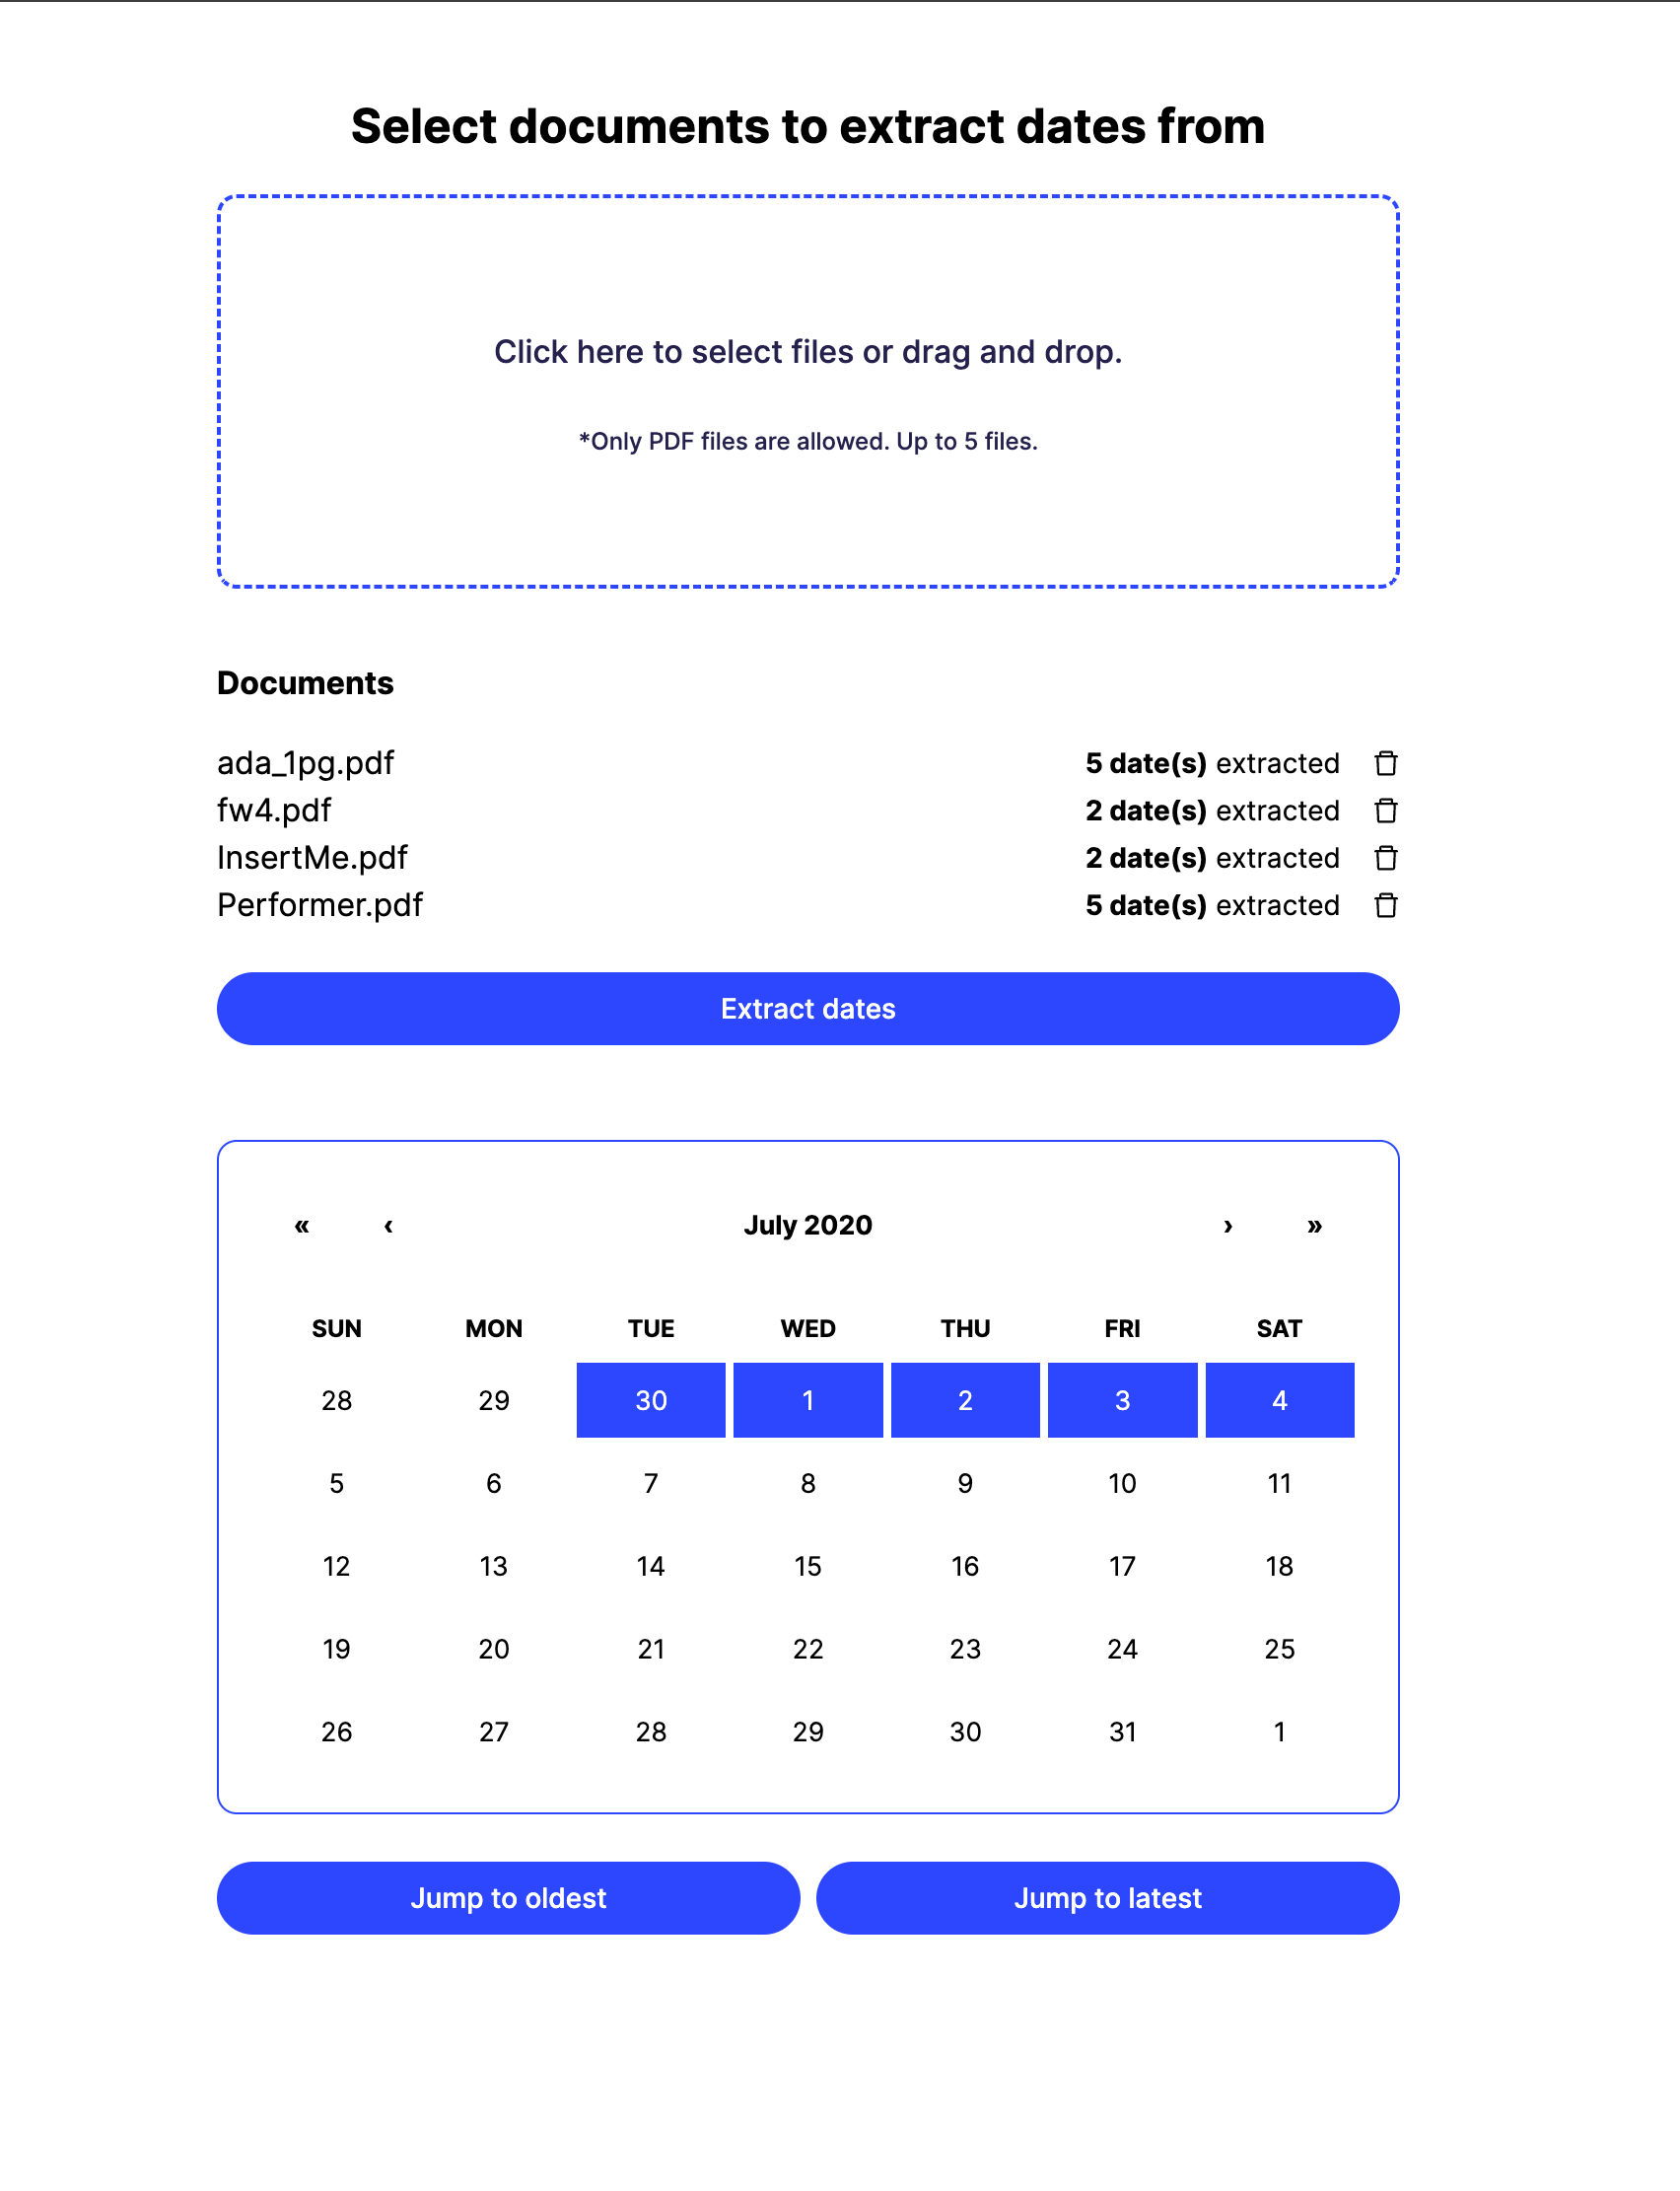 Select documents to extract dates from
Click here to select files or drag and drop.
*Only PDF files are allowed. Up to 5 files.
Documents
ada_1pg.pdf 5 date(s) extracted
fw4.pdf 2 date(s) extracted
InsertMe.pdf 2 date(s) extracted
Performer.pdf 5 date(s) extracted
Extract dates
« ‹ July 2020 › »
SUN MON TUE WED THU FRI SAT
28 29 30 1 2 3 4
5 6 7 8 9 10 11
12 13 14 15 16 17 18
19 20 21 22 23 24 25
26 27 28 29 30 31 1
Jump to oldest Jump to latest